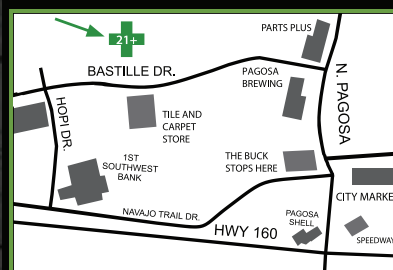 PARTS PLUS
21+
BASTILLE DR.
PAGOSA
BREWING
N. PAGOSA
HOPI DR.
TILE AND
CARPET
STORE
1ST
SOUTHWEST
BANK
THE BUCK
STOPS HERE
CITY MARKE
NAVAJO TRAIL DR.
PAGOSA
SHELL
HWY 160
SPEEDWAY